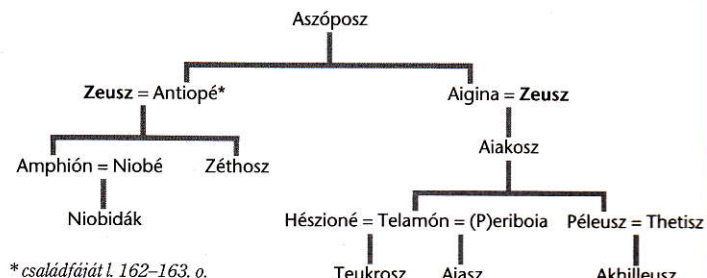 Aszóposz
Zeusz = Antiopé* Aigina = Zeusz
Aiakosz
Amphión = Niobé Zéthosz
Niobidák Hészióné = Telamón = (P)eriboia Péleusz = Thetisz
*családfáját l. 162–163. o. Teukrosz Aiasz Akhilleusz